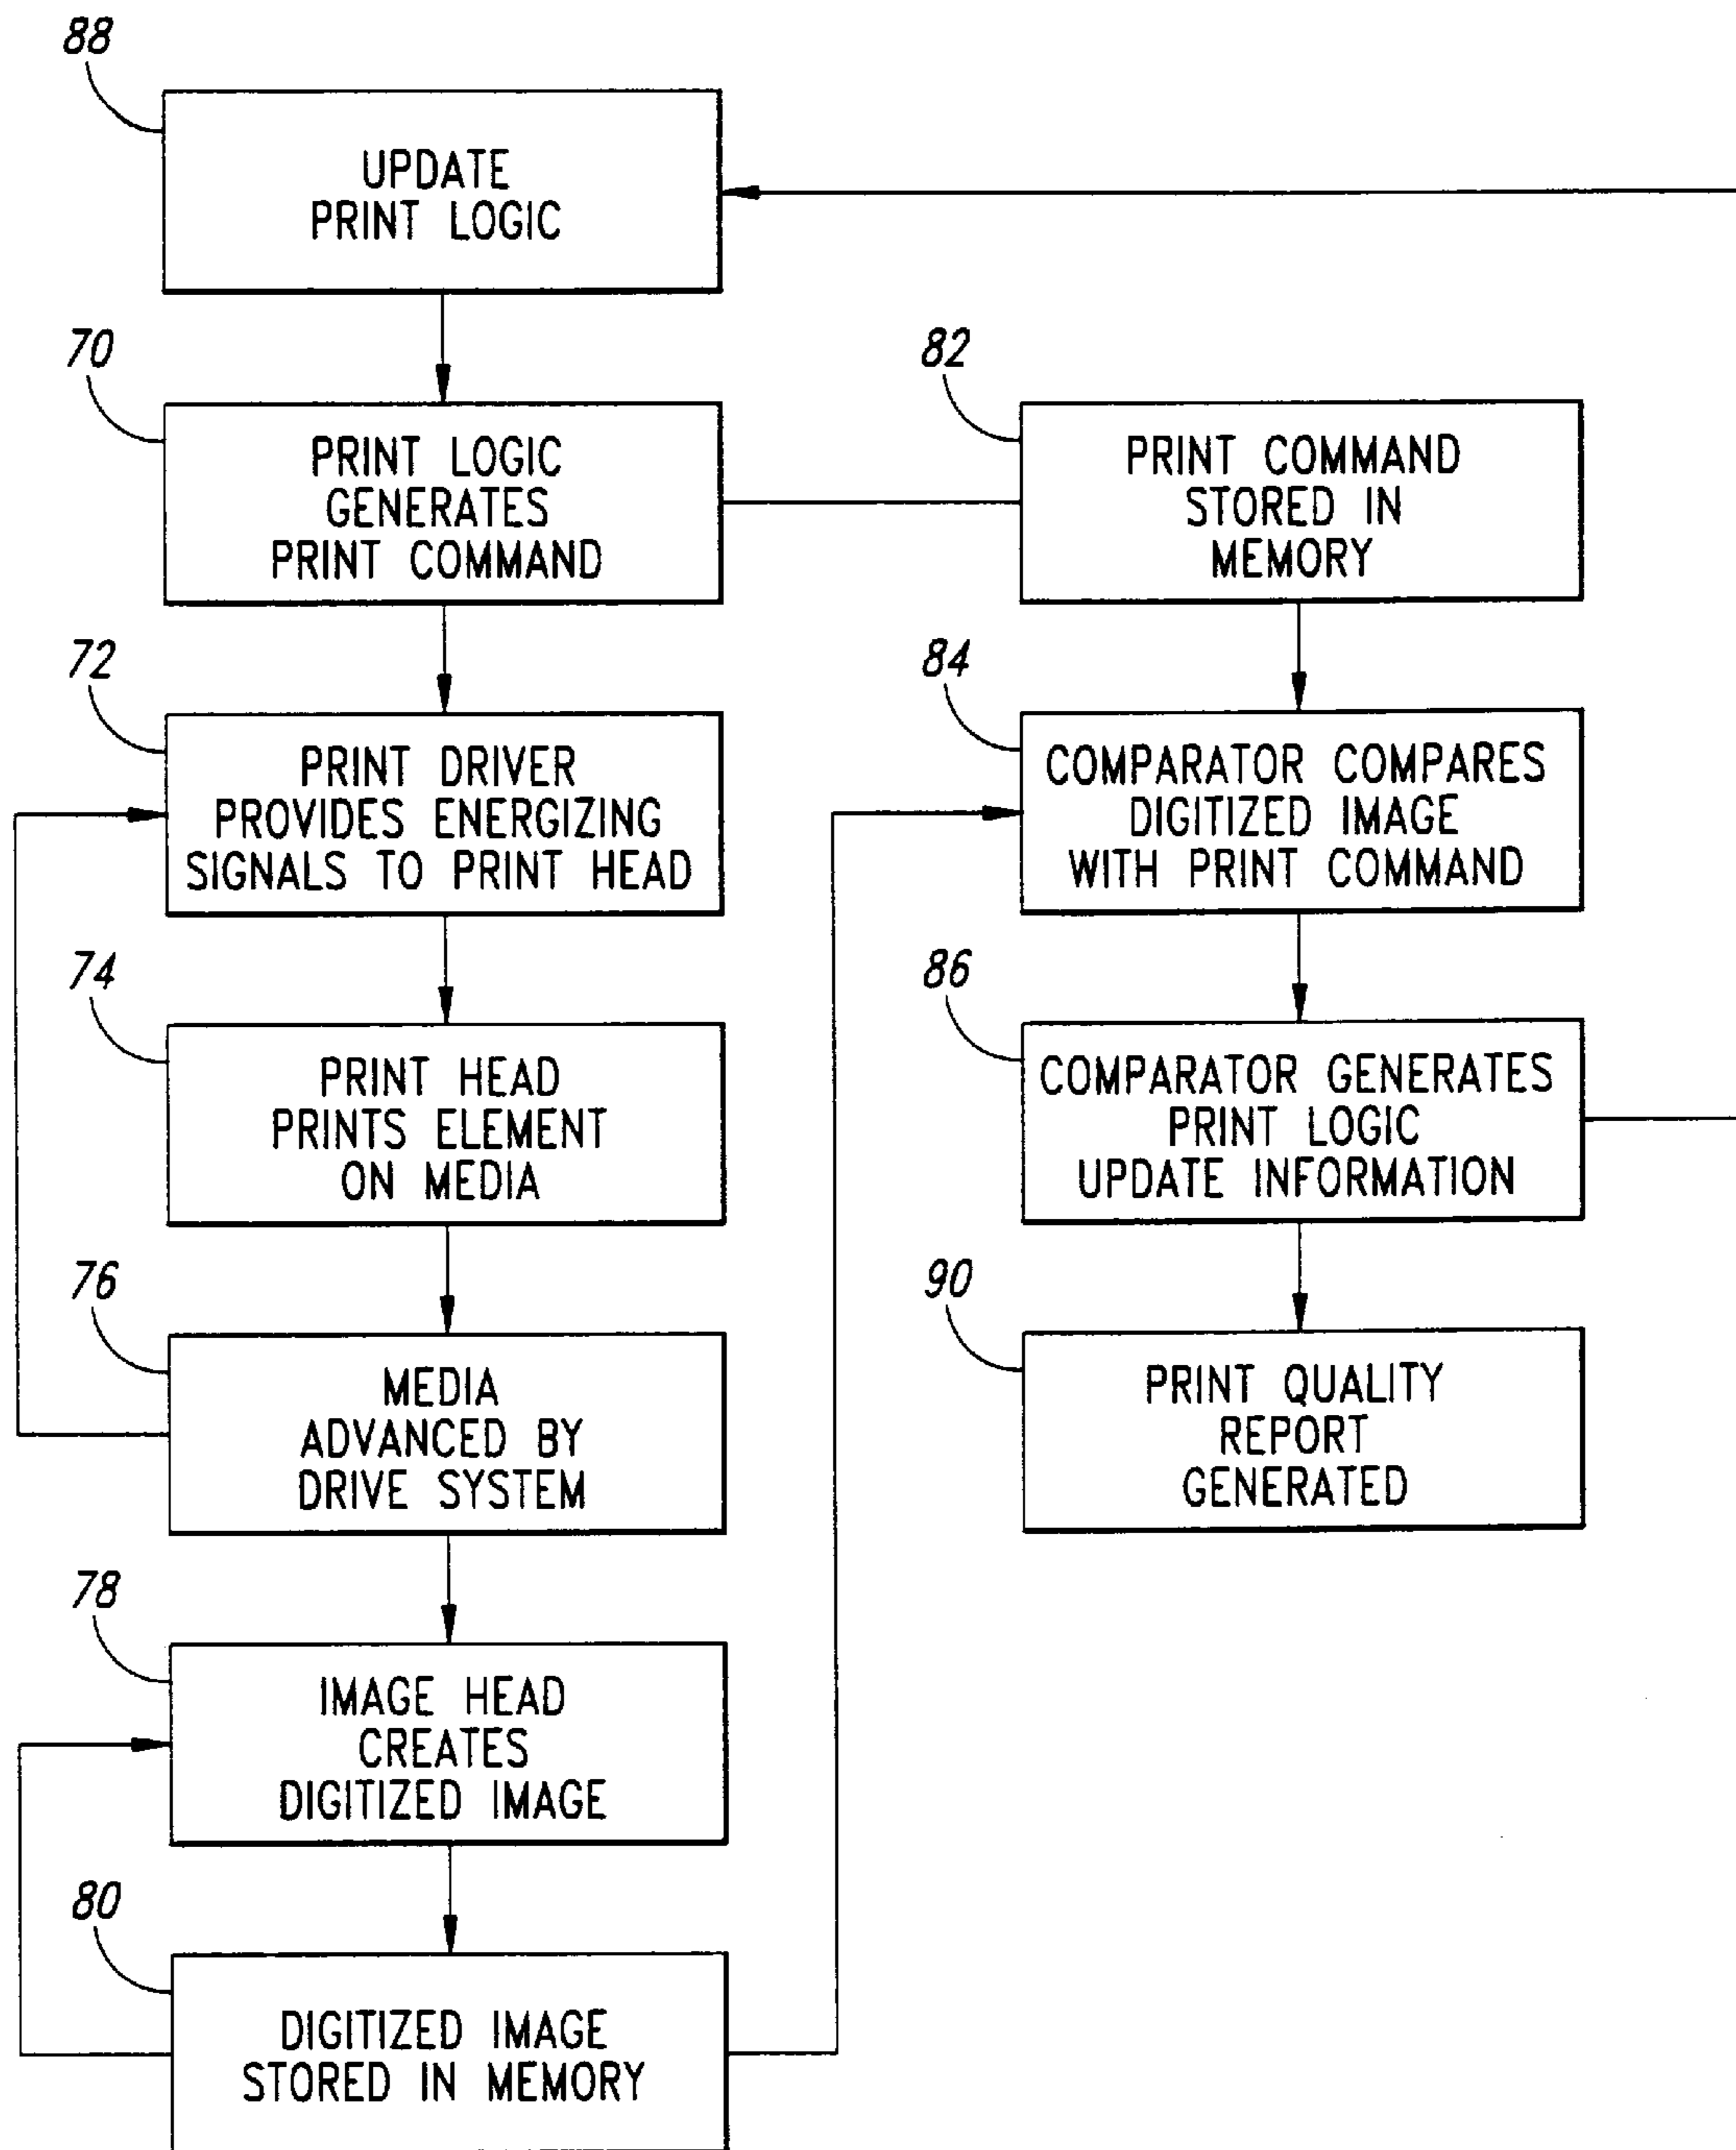 88
UPDATE
PRINT LOGIC
70
PRINT LOGIC
GENERATES
PRINT COMMAND
82
PRINT COMMAND
STORED IN
MEMORY
72
PRINT DRIVER
PROVIDES ENERGIZING
SIGNALS TO PRINT HEAD
84
COMPARATOR COMPARES
DIGITIZED IMAGE
WITH PRINT COMMAND
74
PRINT HEAD
PRINTS ELEMENT
ON MEDIA
86
COMPARATOR GENERATES
PRINT LOGIC
UPDATE INFORMATION
76
MEDIA
ADVANCED BY
DRIVE SYSTEM
90
PRINT QUALITY
REPORT
GENERATED
78
IMAGE HEAD
CREATES
DIGITIZED IMAGE
80
DIGITIZED IMAGE
STORED IN MEMORY